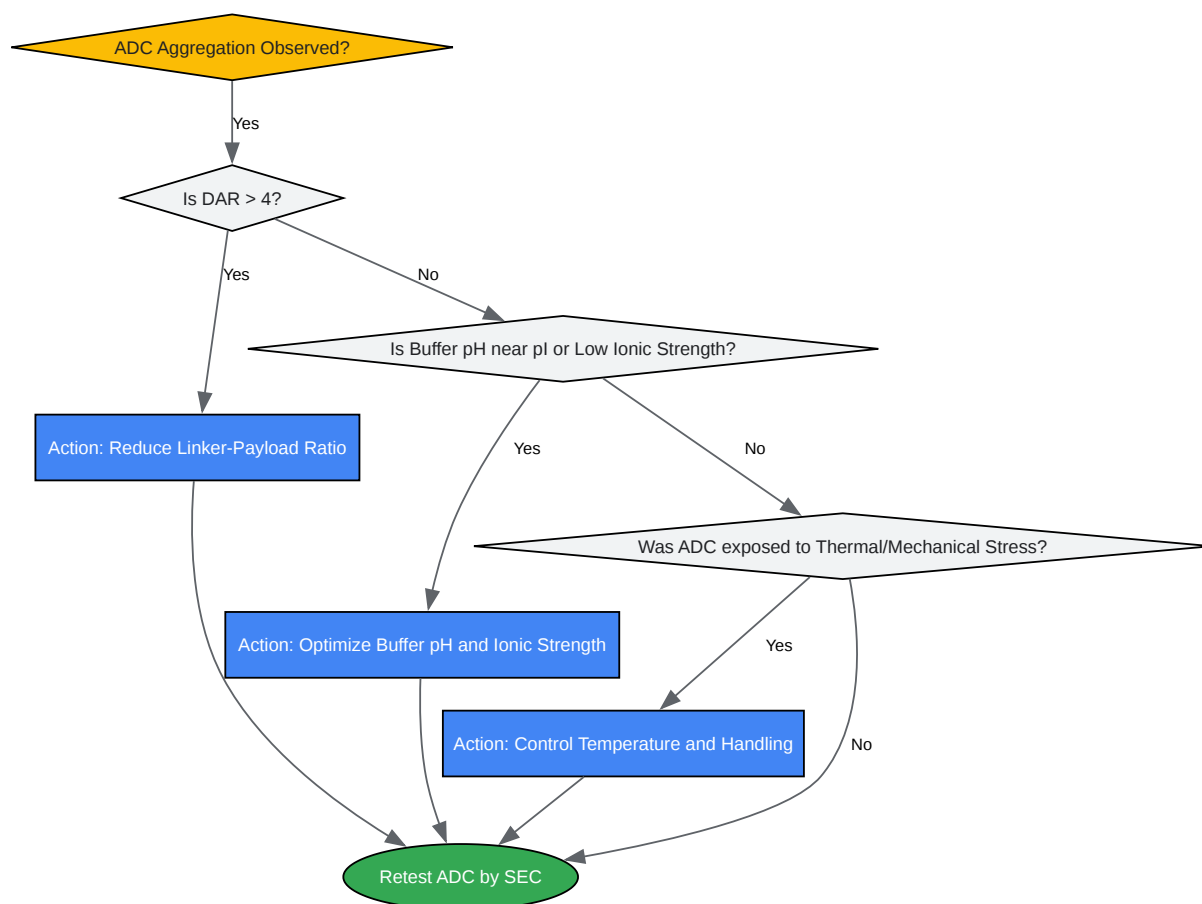 ADC Aggregation Observed?
Yes
Is DAR > 4?
Yes
No
Is Buffer pH near pI or Low Ionic Strength?
Action: Reduce Linker-Payload Ratio
Yes
No
Was ADC exposed to Thermal/Mechanical Stress?
Action: Optimize Buffer pH and Ionic Strength
Yes
Action: Control Temperature and Handling
No
Retest ADC by SEC